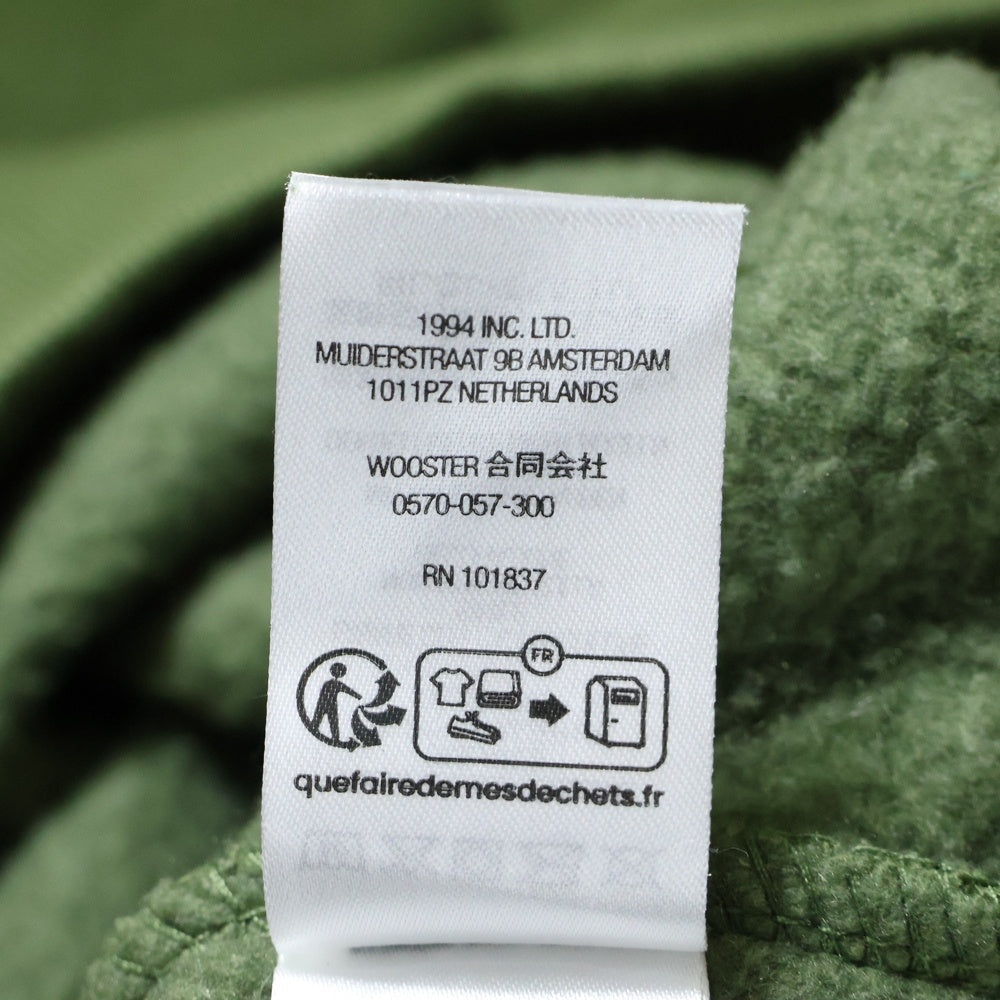 1994 INC. LTD.
MUIDERSTRAAT 9B AMSTERDAM
1011PZ NETHERLANDS
WOOSTER 合同会社
0570-057-300
RN 101837
FR
quefairedemesdechets.fr